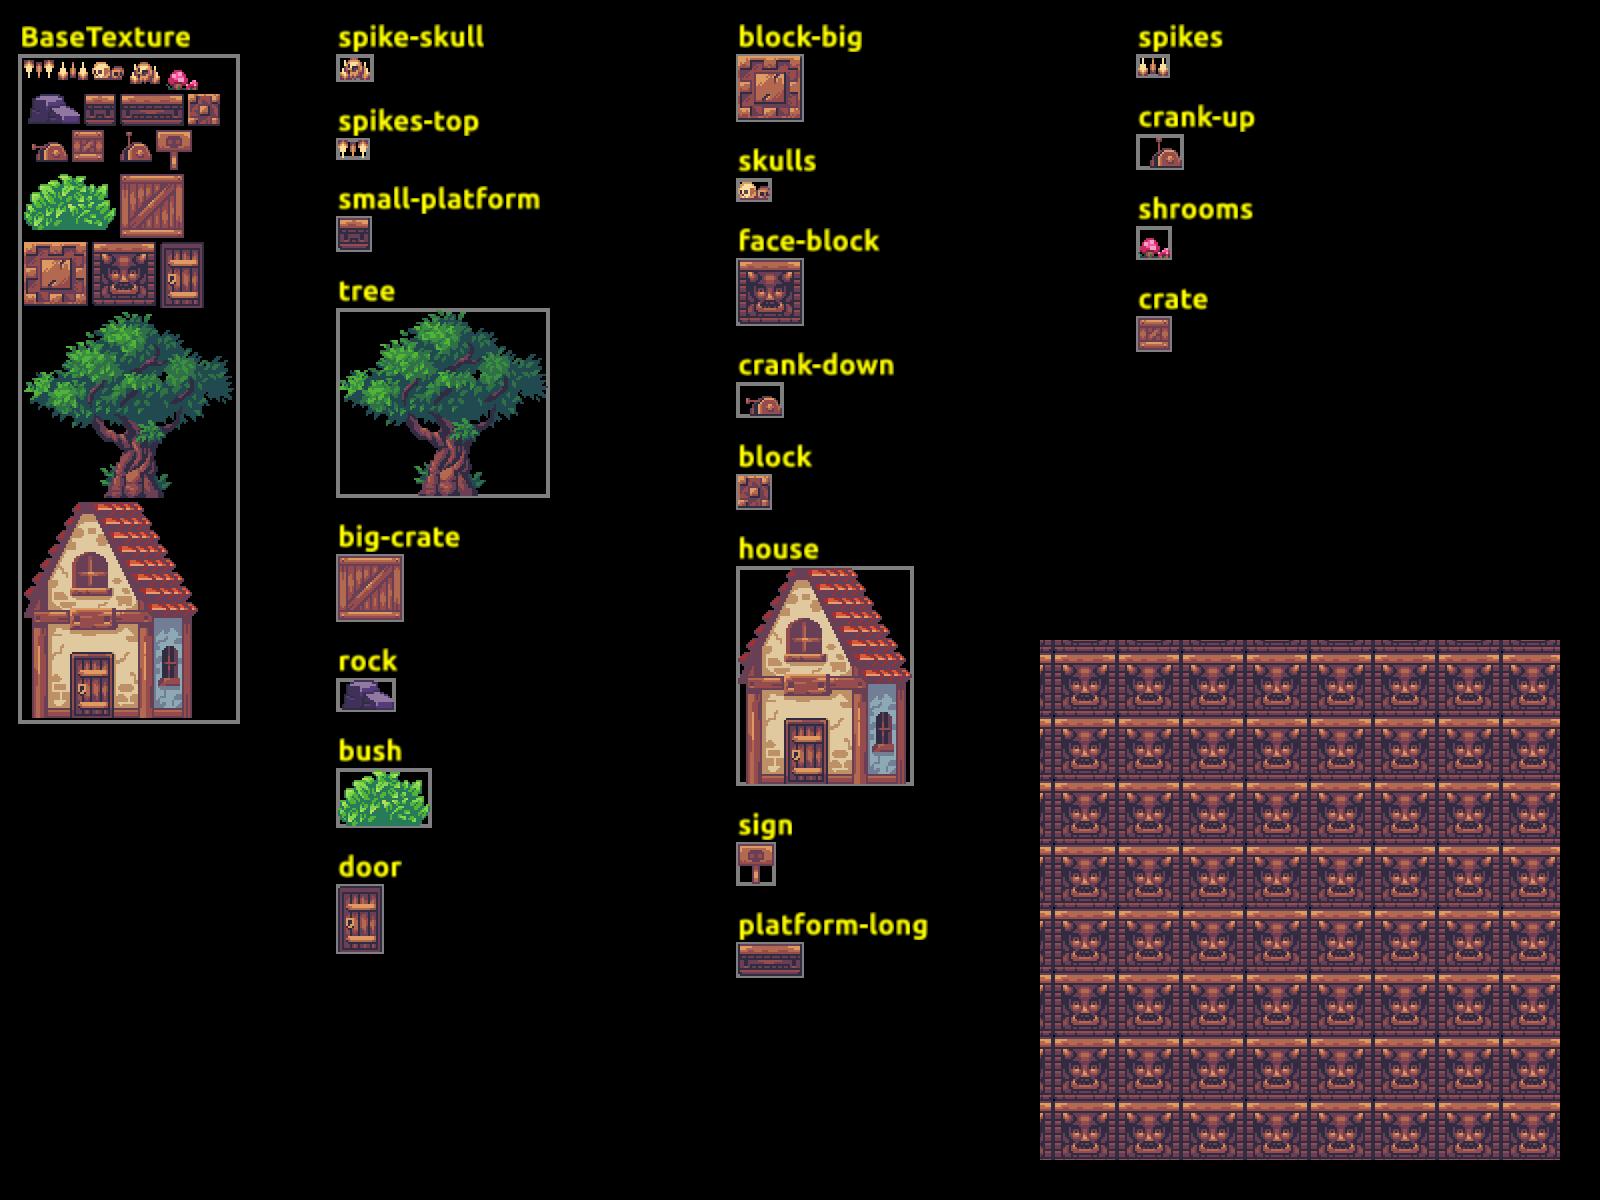 BaseTexture
spike-skull
spikes-top
small-platform
tree
big-crate
rock
bush
door
block-big
skulls
face-block
crank-down
block
house
sign
platform-long
spikes
crank-up
shrooms
crate